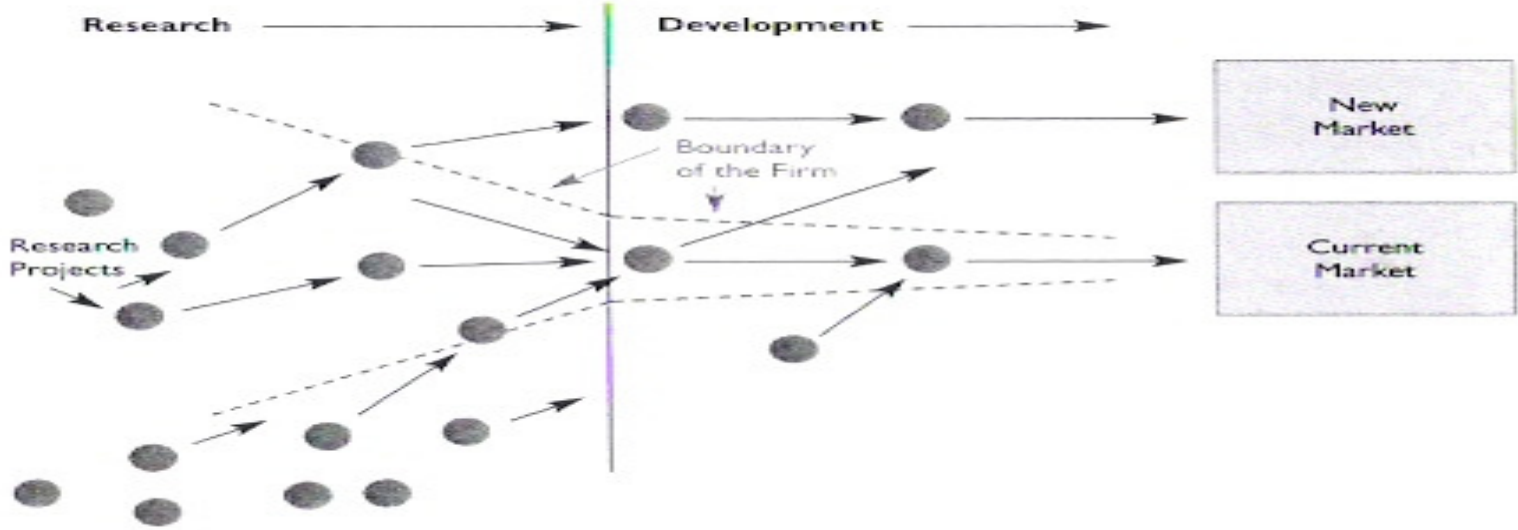 Research
Development
New
Market
Boundary
of the Firm
Research
Projects
Current
Market